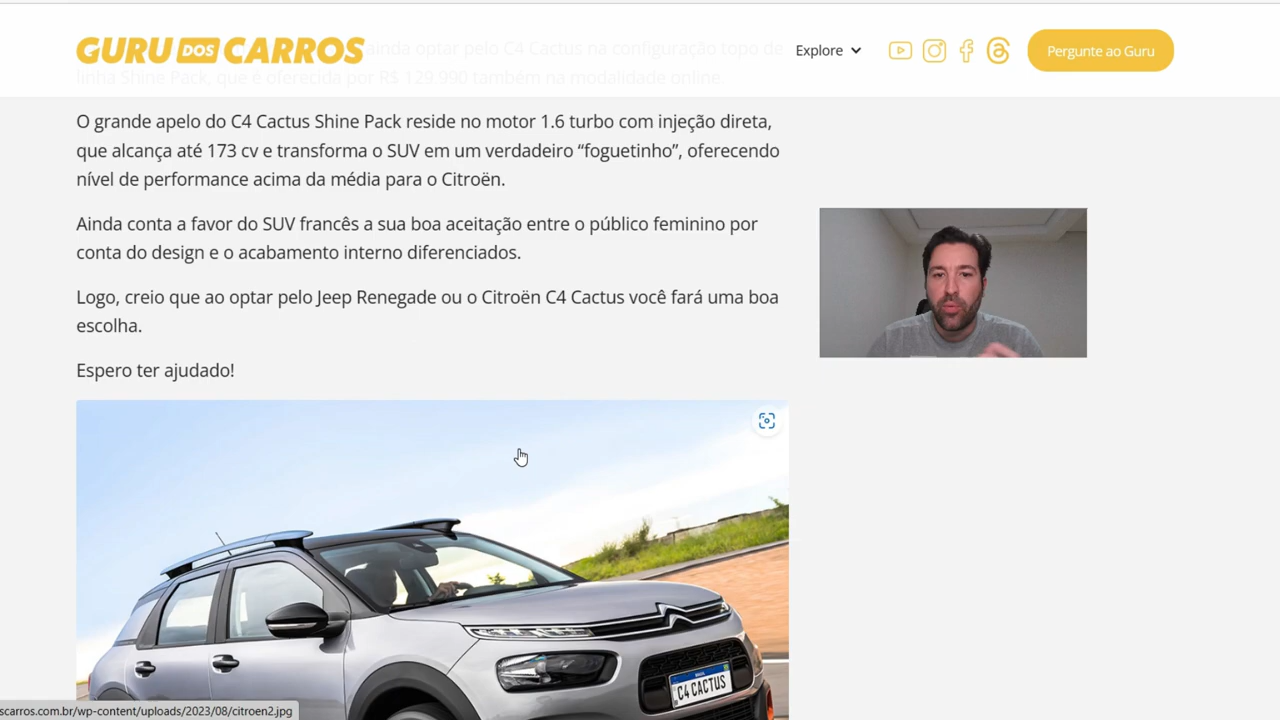 GURU DOS CARROS
ainda optar pelo C4 Cactus na configuração topo de
linha Shine Pack, que é oferecida por R$ 129.990 também na modalidade online
Explore
Pergunte ao Guru
O grande apelo do C4 Cactus Shine Pack reside no motor 1.6 turbo com injeção direta,
que alcança até 173 cv e transforma o SUV em um verdadeiro “foguetinho”, oferecendo
nível de performance acima da média para o Citroën.
Ainda conta a favor do SUV francês a sua boa aceitação entre o público feminino por
conta do design e o acabamento interno diferenciados.
Logo, creio que ao optar pelo Jeep Renegade ou o Citroën C4 Cactus você fará uma boa
escolha.
Espero ter ajudado!
C4 CACTUS
scarros.com.br/wp-content/uploads/2023/08/citroen2.jpg